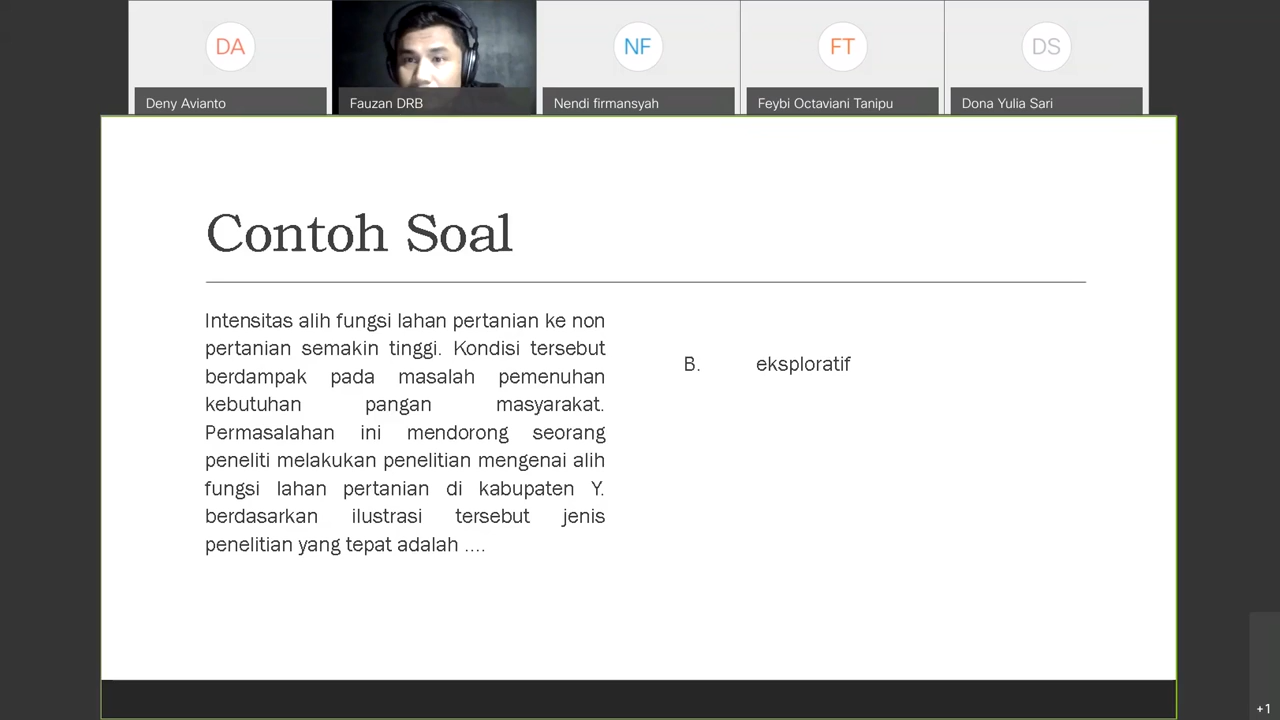 DA
NF
FT
DS
Deny Avianto
Fauzan DRB
Nendi firmansyah
Feybi Octaviani Tanipu
Dona Yulia Sari
Contoh Soal
Intensitas alih fungsi lahan pertanian ke non
pertanian semakin tinggi. Kondisi tersebut
berdampak pada masalah pemenuhan
kebutuhan pangan masyarakat.
Permasalahan ini mendorong seorang
peneliti melakukan penelitian mengenai alih
fungsi lahan pertanian di kabupaten Y.
berdasarkan ilustrasi tersebut jenis
penelitian yang tepat adalah ....
B. eksploratif
+1